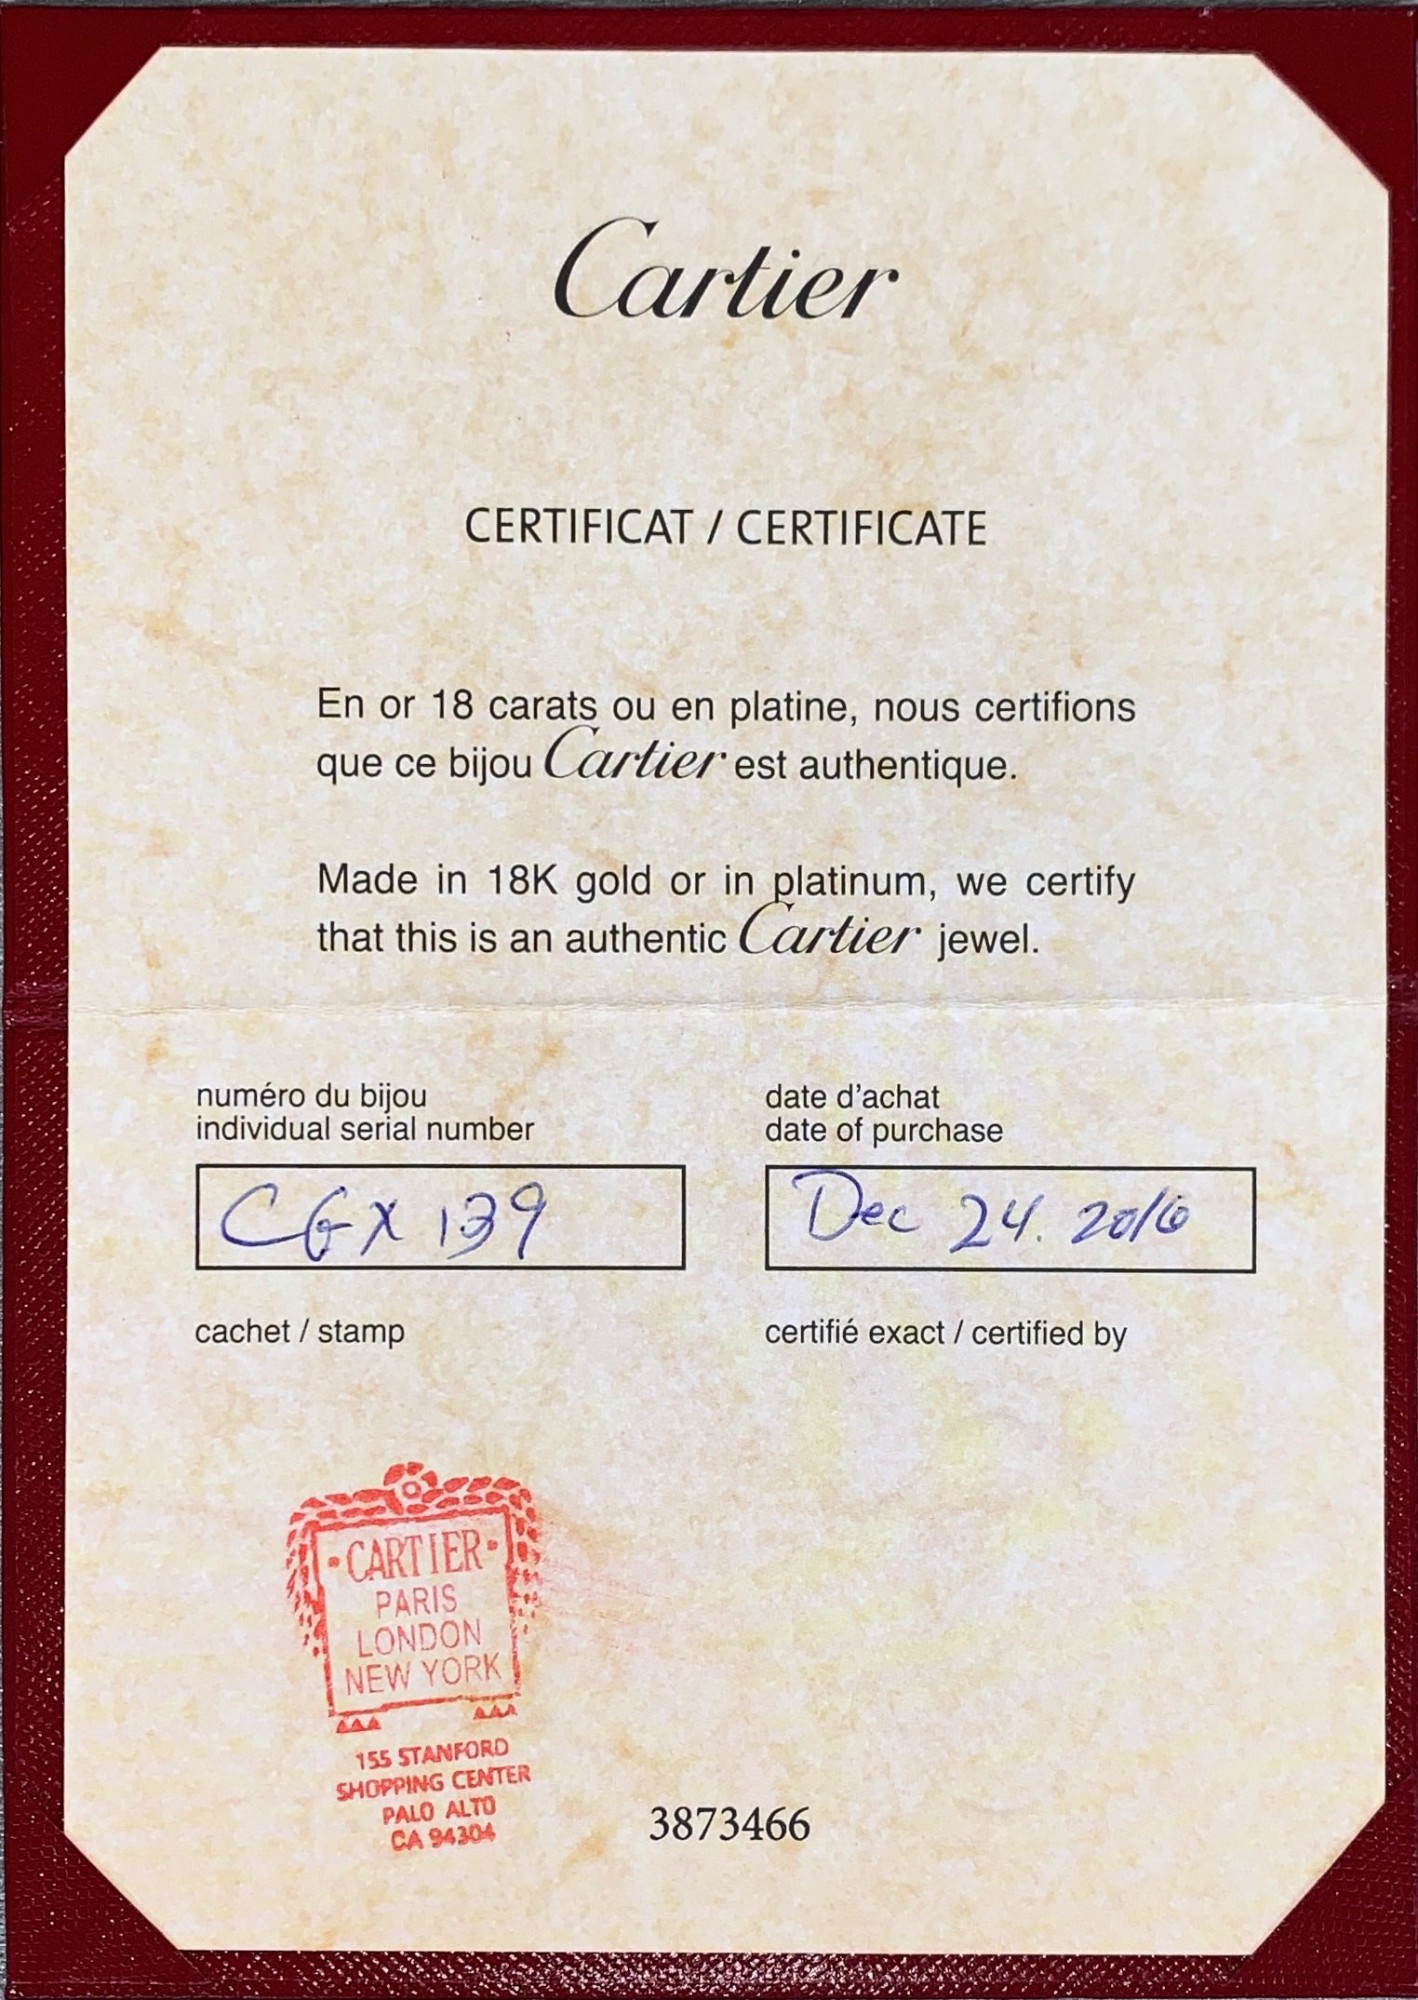 Cartier
CERTIFICAT / CERTIFICATE
En or 18 carats ou en platine, nous certifions
que ce bijou Cartier est authentique.
Made in 18K gold or in platinum, we certify
that this is an authentic Cartier jewel.
numéro du bijou
individual serial number
CGX 139
date d'achat
date of purchase
Dec 24. 2016
cachet / stamp
certifié exact / certified by
·CARTIER·
PARIS
LONDON
NEW YORK
155 STANFORD
SHOPPING CENTER
PALO ALTO
CA 94304
3873466